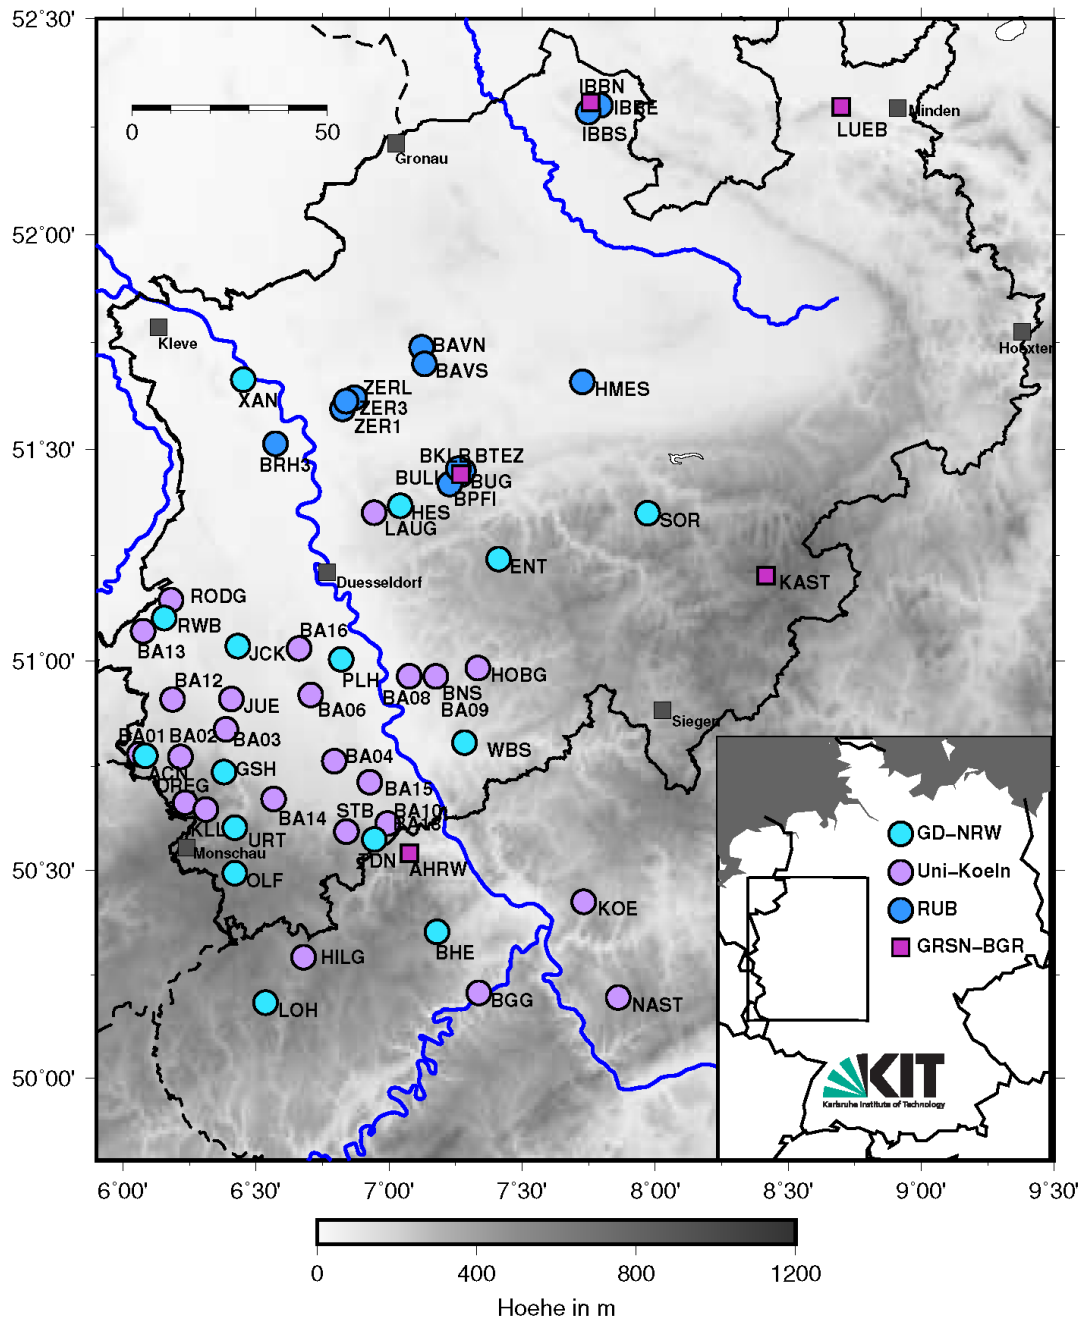 52°30'
52°00'
51°30'
51°00'
50°30'
50°00'
6°00'
6°30'
7°00'
7°30'
8°00'
8°30'
9°00'
9°30'
0
50
IBBN
IBBE
IBBS
LUEB
Minden
Gronau
Kleve
Hoexter
BAVN
BAVS
XAN
ZERL
ZER3
ZER1
HMES
BRH3
BKLB
BTEZ
BULI
BUG
BPFI
HES
LAUG
SOR
ENT
KAST
Duesseldorf
RODG
RWB
BA13
BA16
JCK
PLH
BA08
BNS
BA09
HOBG
BA12
JUE
BA06
Siegen
BA01
BA02
BA03
ACN
GSH
BA04
WBS
DREG
BA15
BA14
STB
BA10
KLL
URT
Monschau
TDN
AHRW
OLF
KOE
BHE
HILG
BGG
NAST
LOH
GD-NRW
Uni-Koeln
RUB
GRSN-BGR
KIT
Karlsruhe Institute of Technology
0
400
800
1200
Hoehe in m